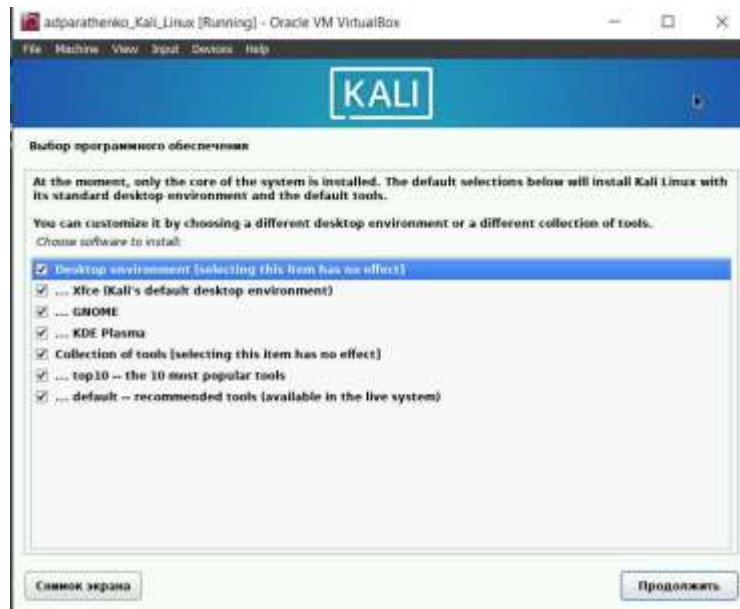 adparathenko_Kali_Linux [Running] - Oracle VM VirtualBox
File Machine View Input Devices Help
KALI
Выбор программного обеспечения
At the moment, only the core of the system is installed. The default selections below will install Kali Linux with
its standard desktop environment and the default tools.
You can customize it by choosing a different desktop environment or a different collection of tools.
Choose software to install:
Desktop environment [selecting this item has no effect]
... Xfce (Kali's default desktop environment)
... GNOME
... KDE Plasma
Collection of tools [selecting this item has no effect]
... top10 -- the 10 most popular tools
... default -- recommended tools (available in the live system)
Снимок экрана
Продолжить